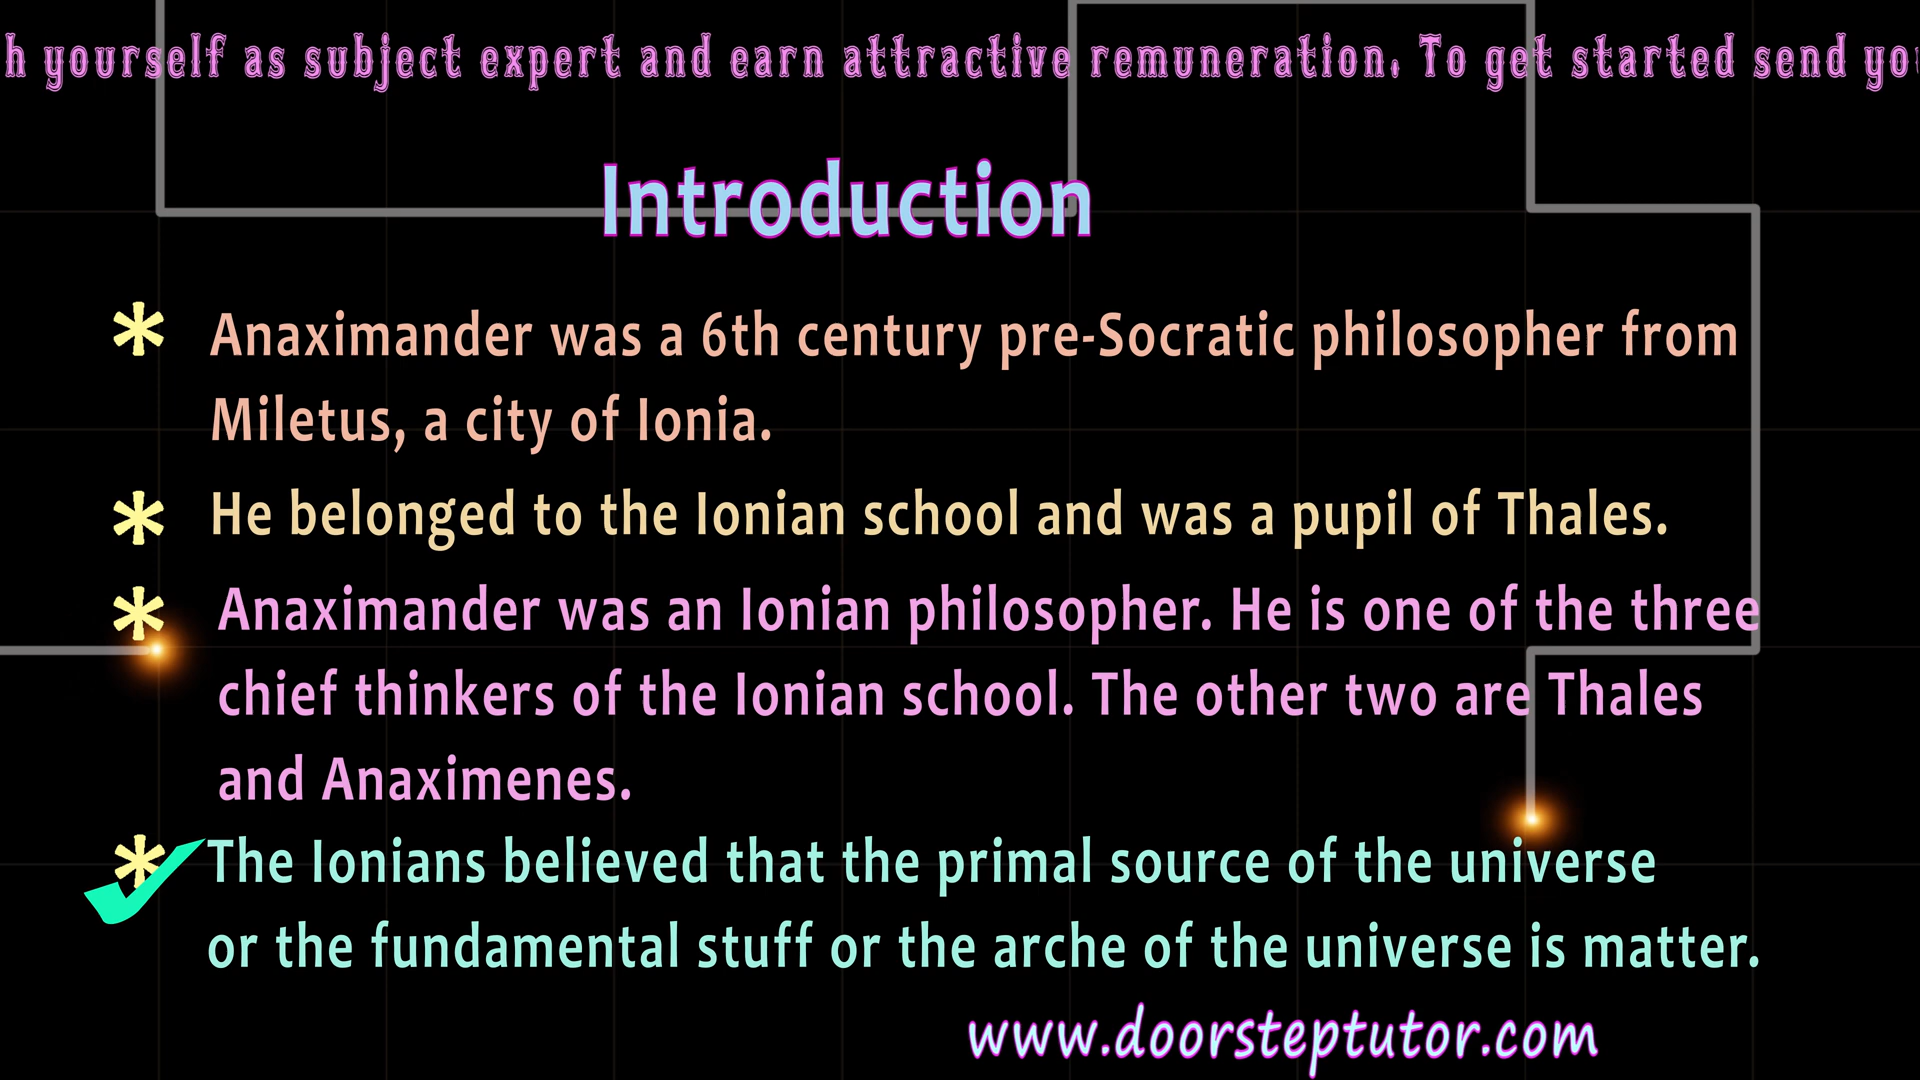 yourself as subject expert and earn attractive remuneration. To get started send
Introduction
* Anaximander was a 6th century pre-Socratic philosopher from
Miletus, a city of Ionia.
* He belonged to the Ionian school and was a pupil of Thales.
* Anaximander was an Ionian philosopher. He is one of the three
chief thinkers of the Ionian school. The other two are Thales
and Anaximenes.
* The Ionians believed that the primal source of the universe
or the fundamental stuff or the arche of the universe is matter.
www.doorsteptutor.com